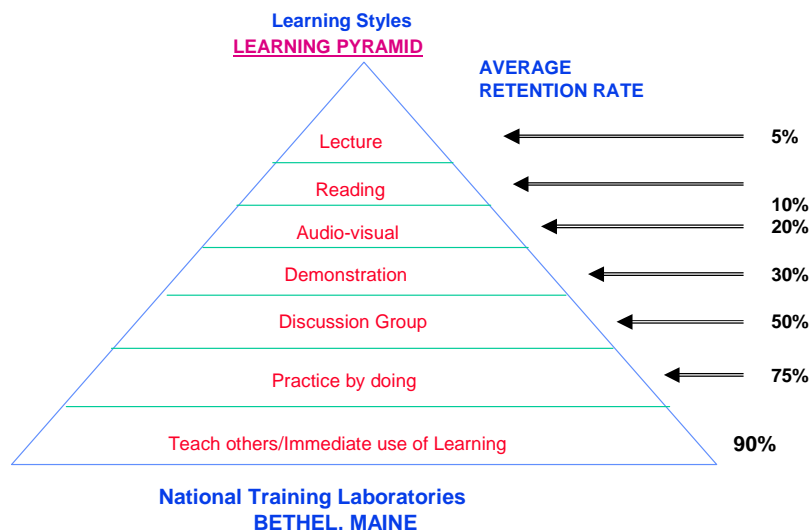 Learning Styles
LEARNING PYRAMID
AVERAGE
RETENTION RATE
Lecture
5%
Reading
10%
Audio-visual
20%
Demonstration
30%
Discussion Group
50%
Practice by doing
75%
Teach others/Immediate use of Learning
90%
National Training Laboratories
BETHEL, MAINE